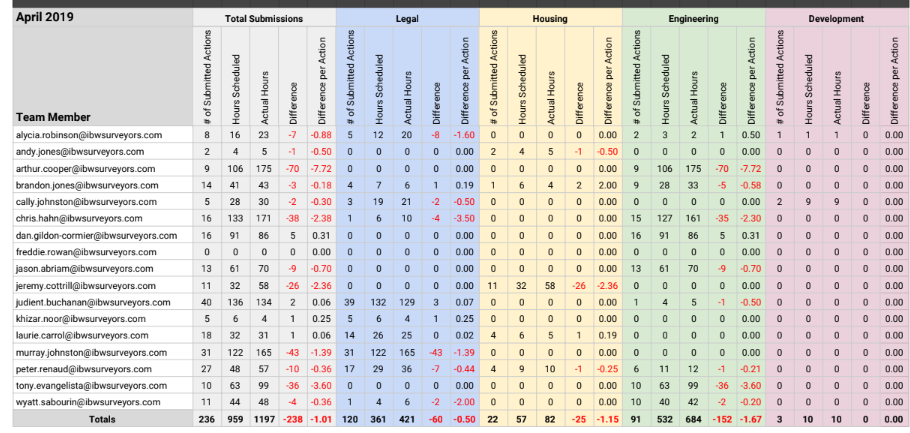 April 2019 Total Submissions Legal Housing Engineering Development
Team Member # of Submitted Actions Hours Scheduled Actual Hours Difference Difference per Action # of Submitted Actions Hours Scheduled Actual Hours Difference Difference per Action # of Submitted Actions Hours Scheduled Actual Hours Difference Difference per Action # of Submitted Actions Hours Scheduled Actual Hours Difference Difference per Action # of Submitted Actions Hours Scheduled Actual Hours Difference Difference per Action
alycia.robinson@ibwsurveyors.com 8 16 23 -7 -0.88 5 12 20 -8 -1.60 0 0 0 0 0.00 2 3 2 1 0.50 1 1 1 0 0.00
andy.jones@ibwsurveyors.com 2 4 5 -1 -0.50 0 0 0 0 0.00 2 4 5 -1 -0.50 0 0 0 0 0.00 0 0 0 0 0.00
arthur.cooper@ibwsurveyors.com 9 106 175 -70 -7.72 0 0 0 0 0.00 0 0 0 0 0.00 9 106 175 -70 -7.72 0 0 0 0 0.00
brandon.jones@ibwsurveyors.com 14 41 43 -3 -0.18 4 7 6 1 0.19 1 6 4 2 2.00 9 28 33 -5 -0.58 0 0 0 0 0.00
cally.johnston@ibwsurveyors.com 5 28 30 -2 -0.30 3 19 21 -2 -0.50 0 0 0 0 0.00 0 0 0 0 0.00 2 9 9 0 0.00
chris.hahn@ibwsurveyors.com 16 133 171 -38 -2.38 1 6 10 -4 -3.50 0 0 0 0 0.00 15 127 161 -35 -2.30 0 0 0 0 0.00
dan.gildon-cormier@ibwsurveyors.com 16 91 86 5 0.31 0 0 0 0 0.00 0 0 0 0 0.00 16 91 86 5 0.31 0 0 0 0 0.00
freddie.rowan@ibwsurveyors.com 0 0 0 0 0.00 0 0 0 0 0.00 0 0 0 0 0.00 0 0 0 0 0.00 0 0 0 0 0.00
jason.abriam@ibwsurveyors.com 13 61 70 -9 -0.70 0 0 0 0 0.00 0 0 0 0 0.00 13 61 70 -9 -0.70 0 0 0 0 0.00
jeremy.cottrill@ibwsurveyors.com 11 32 58 -26 -2.36 0 0 0 0 0.00 11 32 58 -26 -2.36 0 0 0 0 0.00 0 0 0 0 0.00
judient.buchanan@ibwsurveyors.com 40 136 134 2 0.06 39 132 129 3 0.07 0 0 0 0 0.00 1 4 5 -1 -0.50 0 0 0 0 0.00
khizar.noor@ibwsurveyors.com 5 6 4 1 0.25 5 6 4 1 0.25 0 0 0 0 0.00 0 0 0 0 0.00 0 0 0 0 0.00
laurie.carrol@ibwsurveyors.com 18 32 31 1 0.06 14 26 25 0 0.02 4 6 5 1 0.19 0 0 0 0 0.00 0 0 0 0 0.00
murray.johnston@ibwsurveyors.com 31 122 165 -43 -1.39 31 122 165 -43 -1.39 0 0 0 0 0.00 0 0 0 0 0.00 0 0 0 0 0.00
peter.renaud@ibwsurveyors.com 27 48 57 -10 -0.36 17 29 36 -7 -0.44 4 9 10 -1 -0.25 6 11 12 -1 -0.21 0 0 0 0 0.00
tony.evangelista@ibwsurveyors.com 10 63 99 -36 -3.60 0 0 0 0 0.00 0 0 0 0 0.00 10 63 99 -36 -3.60 0 0 0 0 0.00
wyatt.sabourin@ibwsurveyors.com 11 44 48 -4 -0.36 1 4 6 -2 -2.00 0 0 0 0 0.00 10 40 42 -2 -0.20 0 0 0 0 0.00
Totals 236 959 1197 -238 -1.01 120 361 421 -60 -0.50 22 57 82 -25 -1.15 91 532 684 -152 -1.67 3 10 10 0 0.00